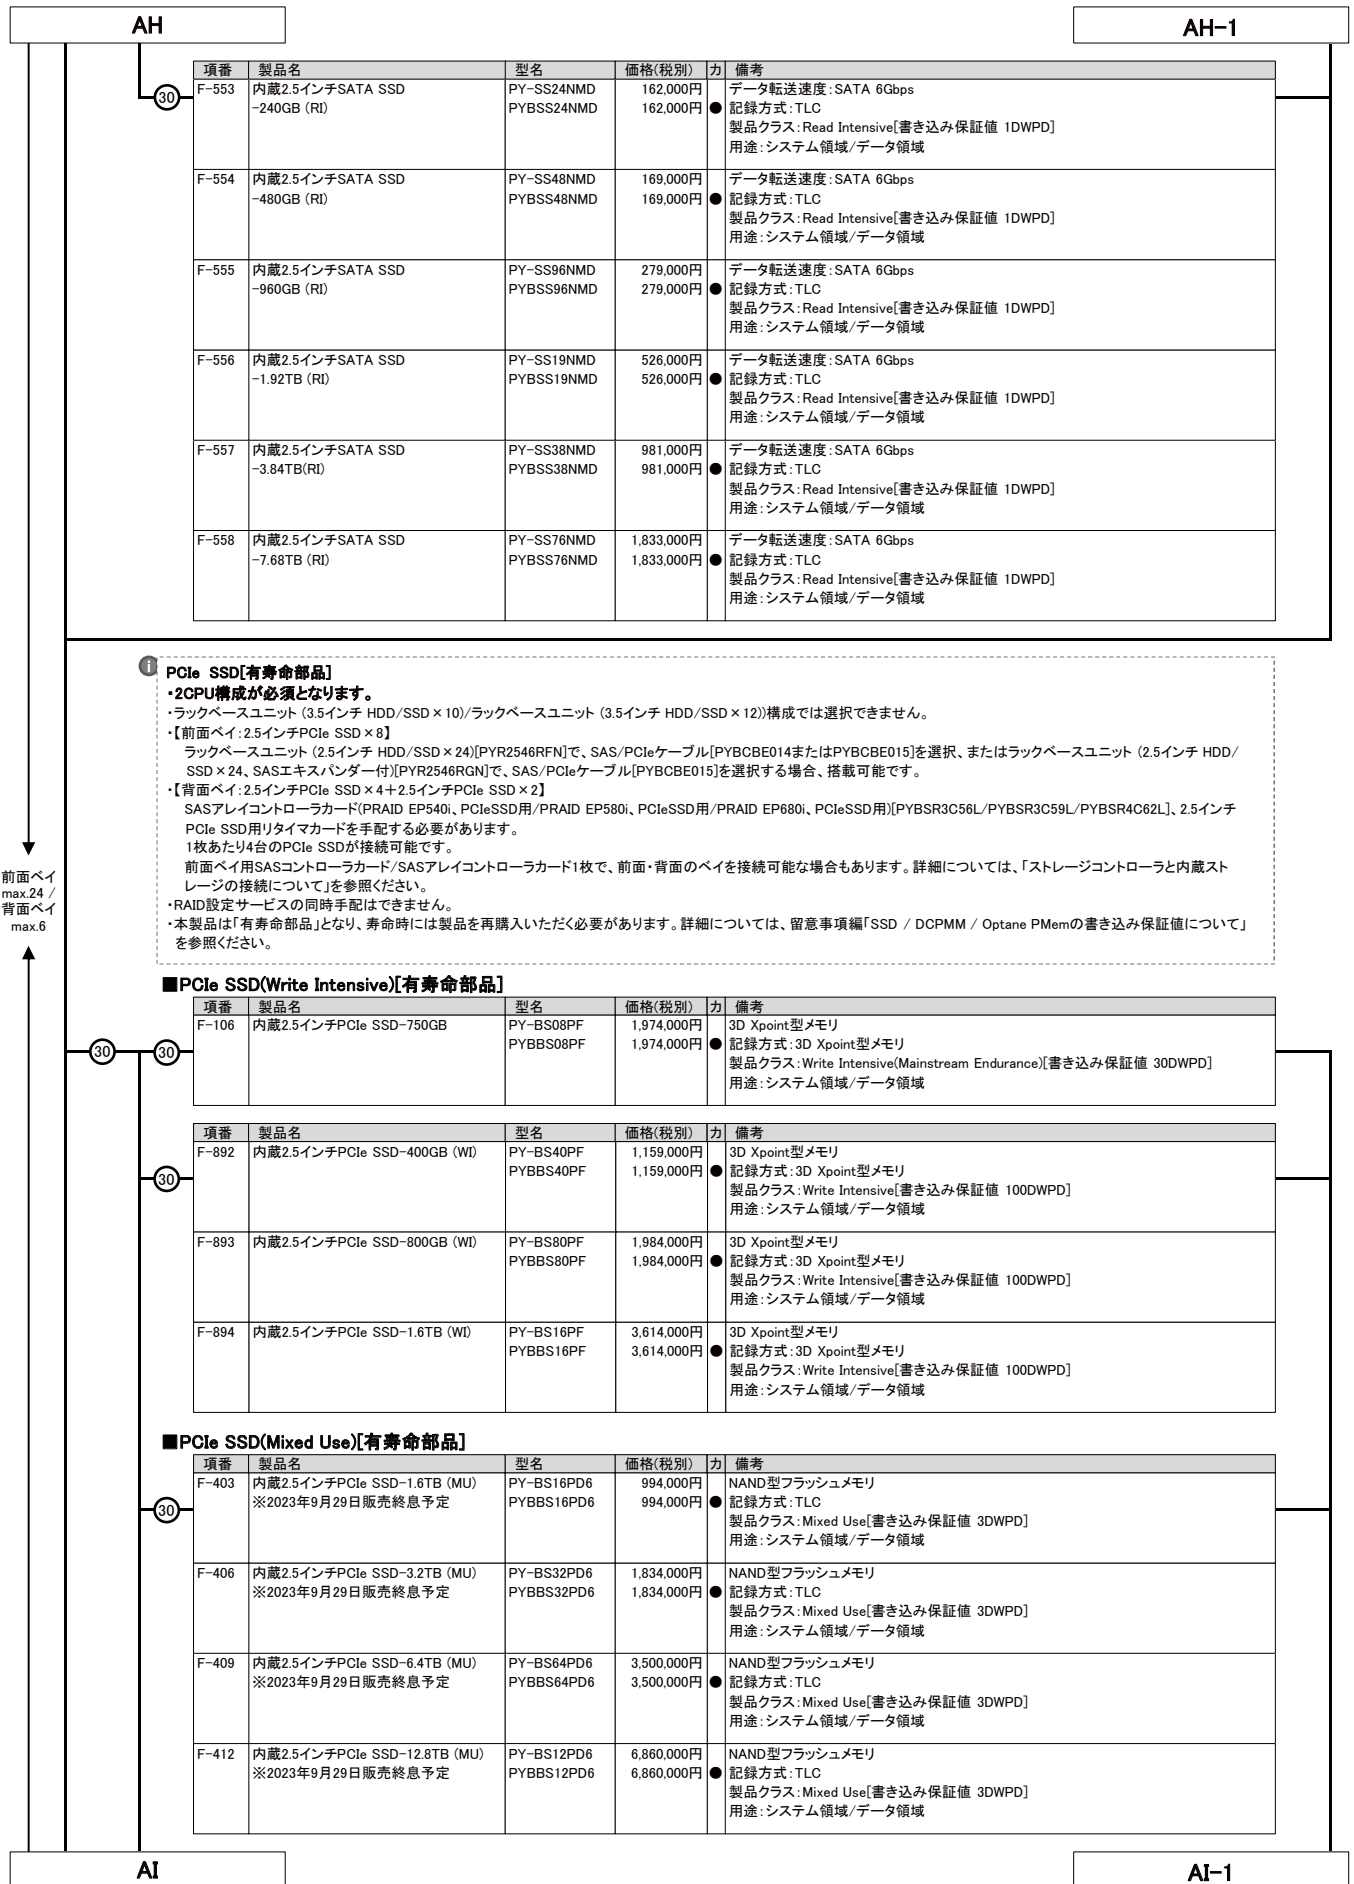 AH
AH-1
項番 製品名 型名 価格(税別) カ 備考
30
F-553 内蔵2.5インチSATA SSD PY-SS24NMD 162,000円 データ転送速度:SATA 6Gbps
-240GB (RI) PYBSS24NMD 162,000円 ● 記録方式:TLC
製品クラス:Read Intensive[書き込み保証値 1DWPD]
用途:システム領域/データ領域
F-554 内蔵2.5インチSATA SSD PY-SS48NMD 169,000円 データ転送速度:SATA 6Gbps
-480GB (RI) PYBSS48NMD 169,000円 ● 記録方式:TLC
製品クラス:Read Intensive[書き込み保証値 1DWPD]
用途:システム領域/データ領域
F-555 内蔵2.5インチSATA SSD PY-SS96NMD 279,000円 データ転送速度:SATA 6Gbps
-960GB (RI) PYBSS96NMD 279,000円 ● 記録方式:TLC
製品クラス:Read Intensive[書き込み保証値 1DWPD]
用途:システム領域/データ領域
F-556 内蔵2.5インチSATA SSD PY-SS19NMD 526,000円 データ転送速度:SATA 6Gbps
-1.92TB (RI) PYBSS19NMD 526,000円 ● 記録方式:TLC
製品クラス:Read Intensive[書き込み保証値 1DWPD]
用途:システム領域/データ領域
F-557 内蔵2.5インチSATA SSD PY-SS38NMD 981,000円 データ転送速度:SATA 6Gbps
-3.84TB(RI) PYBSS38NMD 981,000円 ● 記録方式:TLC
製品クラス:Read Intensive[書き込み保証値 1DWPD]
用途:システム領域/データ領域
F-558 内蔵2.5インチSATA SSD PY-SS76NMD 1,833,000円 データ転送速度:SATA 6Gbps
-7.68TB (RI) PYBSS76NMD 1,833,000円 ● 記録方式:TLC
製品クラス:Read Intensive[書き込み保証値 1DWPD]
用途:システム領域/データ領域
i
PCIe SSD[有寿命部品]
・2CPU構成が必須となります。
・ラックベースユニット (3.5インチ HDD/SSD×10)/ラックベースユニット (3.5インチ HDD/SSD×12))構成では選択できません。
・【前面ベイ:2.5インチPCIe SSD×8】
ラックベースユニット (2.5インチ HDD/SSD×24)[PYR2546RFN]で、SAS/PCIeケーブル[PYBCBE014またはPYBCBE015]を選択、またはラックベースユニット (2.5インチ HDD/
SSD×24、SASエキスパンダー付)[PYR2546RGN]で、SAS/PCIeケーブル[PYBCBE015]を選択する場合、搭載可能です。
・【背面ベイ:2.5インチPCIe SSD×4+2.5インチPCIe SSD×2】
SASアレイコントローラカード(PRAID EP540i、PCIeSSD用/PRAID EP580i、PCIeSSD用/PRAID EP680i、PCIeSSD用)[PYBSR3C56L/PYBSR3C59L/PYBSR4C62L]、2.5インチ
PCIe SSD用リタイマカードを手配する必要があります。
1枚あたり4台のPCIe SSDが接続可能です。
前面ベイ用SASコントローラカード/SASアレイコントローラカード1枚で、前面・背面のベイを接続可能な場合もあります。詳細については、「ストレージコントローラと内蔵スト
レージの接続について」を参照ください。
・RAID設定サービスの同時手配はできません。
・本製品は「有寿命部品」となり、寿命時には製品を再購入いただく必要があります。詳細については、留意事項編「SSD / DCPMM / Optane PMemの書き込み保証値について」
を参照ください。
前面ベイ
max.24 /
背面ベイ
max.6
■PCIe SSD(Write Intensive)[有寿命部品]
項番 製品名 型名 価格(税別) カ 備考
F-106 内蔵2.5インチPCIe SSD-750GB PY-BS08PF 1,974,000円 3D Xpoint型メモリ
30 30 PYBBS08PF 1,974,000円 ● 記録方式:3D Xpoint型メモリ
製品クラス:Write Intensive(Mainstream Endurance)[書き込み保証値 30DWPD]
用途:システム領域/データ領域
項番 製品名 型名 価格(税別) カ 備考
F-892 内蔵2.5インチPCIe SSD-400GB (WI) PY-BS40PF 1,159,000円 3D Xpoint型メモリ
30 PYBBS40PF 1,159,000円 ● 記録方式:3D Xpoint型メモリ
製品クラス:Write Intensive[書き込み保証値 100DWPD]
用途:システム領域/データ領域
F-893 内蔵2.5インチPCIe SSD-800GB (WI) PY-BS80PF 1,984,000円 3D Xpoint型メモリ
PYBBS80PF 1,984,000円 ● 記録方式:3D Xpoint型メモリ
製品クラス:Write Intensive[書き込み保証値 100DWPD]
用途:システム領域/データ領域
F-894 内蔵2.5インチPCIe SSD-1.6TB (WI) PY-BS16PF 3,614,000円 3D Xpoint型メモリ
PYBBS16PF 3,614,000円 ● 記録方式:3D Xpoint型メモリ
製品クラス:Write Intensive[書き込み保証値 100DWPD]
用途:システム領域/データ領域
■PCIe SSD(Mixed Use)[有寿命部品]
項番 製品名 型名 価格(税別) カ 備考
F-403 内蔵2.5インチPCIe SSD-1.6TB (MU) PY-BS16PD6 994,000円 NAND型フラッシュメモリ
30 ※2023年9月29日販売終息予定 PYBBS16PD6 994,000円 ● 記録方式:TLC
製品クラス:Mixed Use[書き込み保証値 3DWPD]
用途:システム領域/データ領域
F-406 内蔵2.5インチPCIe SSD-3.2TB (MU) PY-BS32PD6 1,834,000円 NAND型フラッシュメモリ
※2023年9月29日販売終息予定 PYBBS32PD6 1,834,000円 ● 記録方式:TLC
製品クラス:Mixed Use[書き込み保証値 3DWPD]
用途:システム領域/データ領域
F-409 内蔵2.5インチPCIe SSD-6.4TB (MU) PY-BS64PD6 3,500,000円 NAND型フラッシュメモリ
※2023年9月29日販売終息予定 PYBBS64PD6 3,500,000円 ● 記録方式:TLC
製品クラス:Mixed Use[書き込み保証値 3DWPD]
用途:システム領域/データ領域
F-412 内蔵2.5インチPCIe SSD-12.8TB (MU) PY-BS12PD6 6,860,000円 NAND型フラッシュメモリ
※2023年9月29日販売終息予定 PYBBS12PD6 6,860,000円 ● 記録方式:TLC
製品クラス:Mixed Use[書き込み保証値 3DWPD]
用途:システム領域/データ領域
AI
AI-1